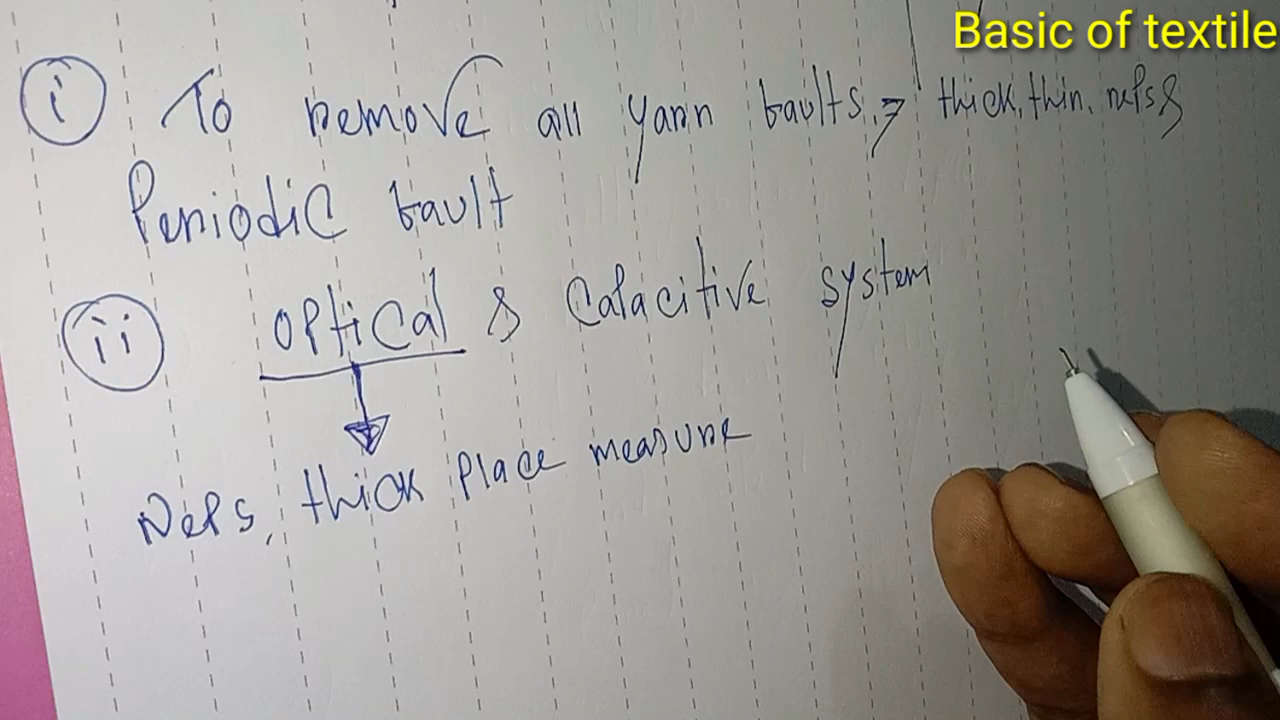 Basic of textile
i To remove all yarn faults. → thick, thin, neps &
Periodic fault
ii Optical & Capacitive system
Neps, thick place measure